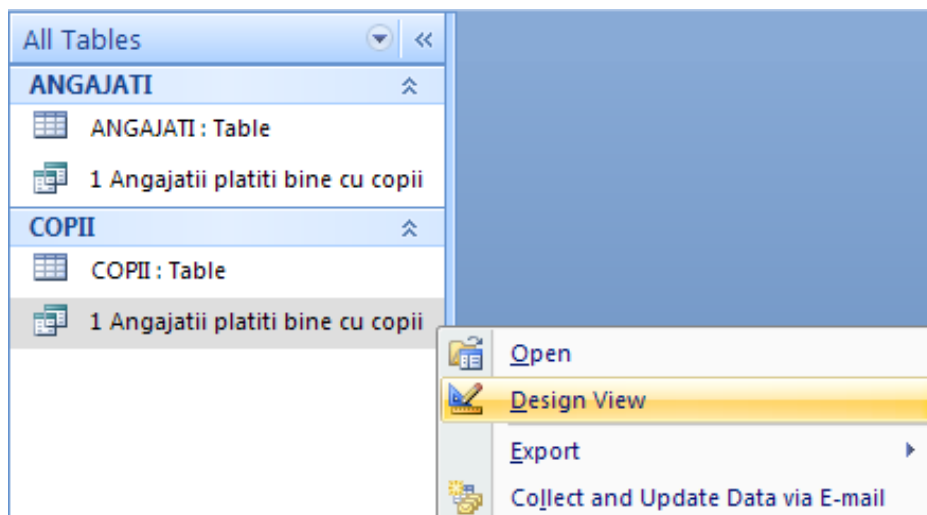 All Tables
ANGAJATI
ANGAJATI : Table
1 Angajatii platiti bine cu copii
COPII
COPII : Table
1 Angajatii platiti bine cu copii
Open
Design View
Export
Collect and Update Data via E-mail